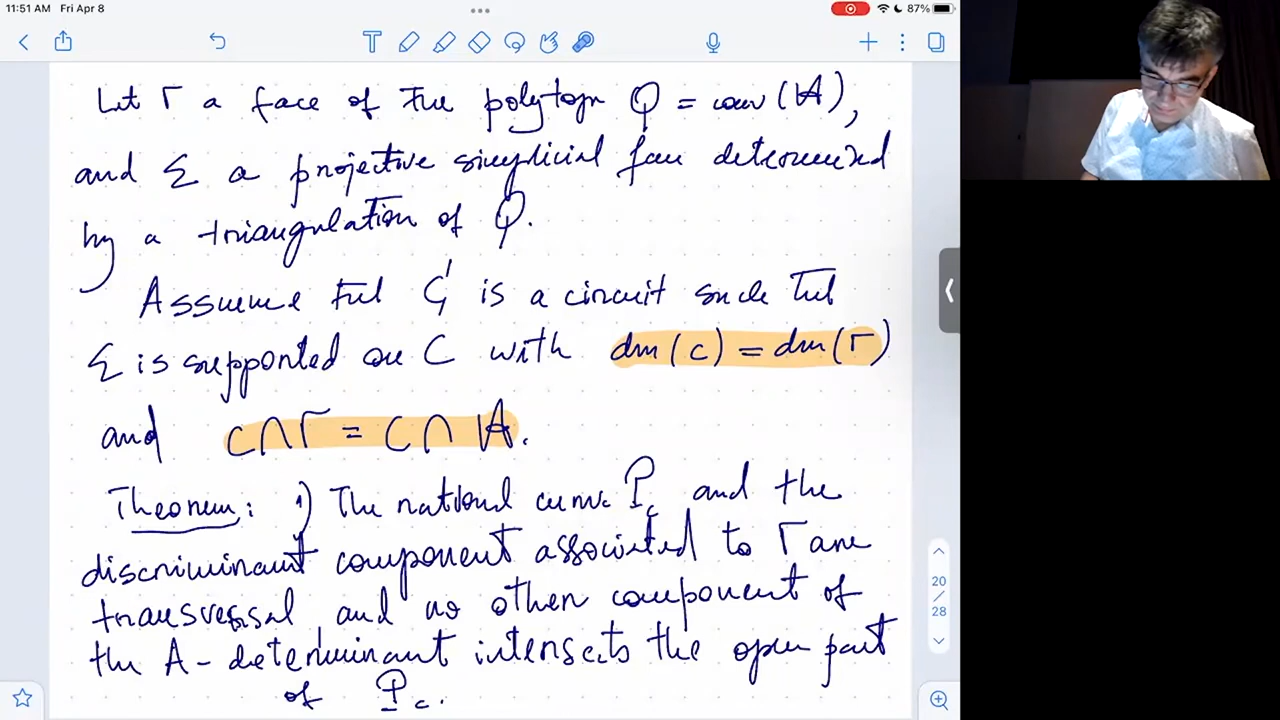 11:51 AM Fri Apr 8
87%
Let Γ a face of the polytope Q = conv (A),
and Σ a projective simplicial fan determined
by a triangulation of Q.
Assume that C is a circuit such that
Σ is supported on C with dim (C) = dim (Γ)
and C ∩ Γ = C ∩ A.
Theorem: 1) The rational curve P_c and the
discriminant component associated to Γ are
transversal and no other component of
the A-determinant intersects the open part
of P_c.
20
/
28